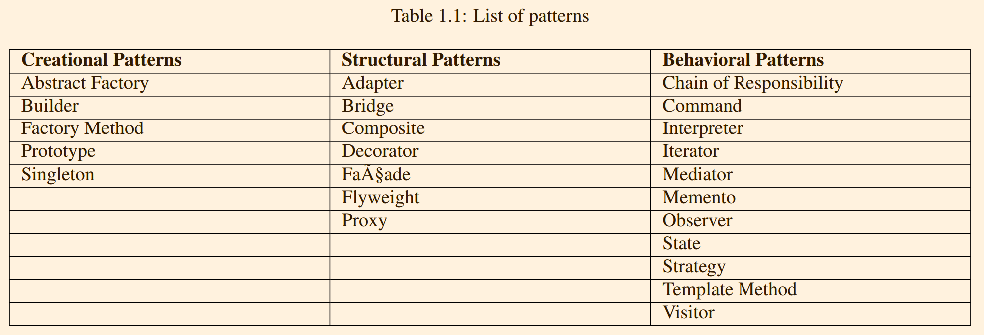 Table 1.1: List of patterns
Creational Patterns Structural Patterns Behavioral Patterns
Abstract Factory Adapter Chain of Responsibility
Builder Bridge Command
Factory Method Composite Interpreter
Prototype Decorator Iterator
Singleton FaÃ§ade Mediator
Flyweight Memento
Proxy Observer
State
Strategy
Template Method
Visitor